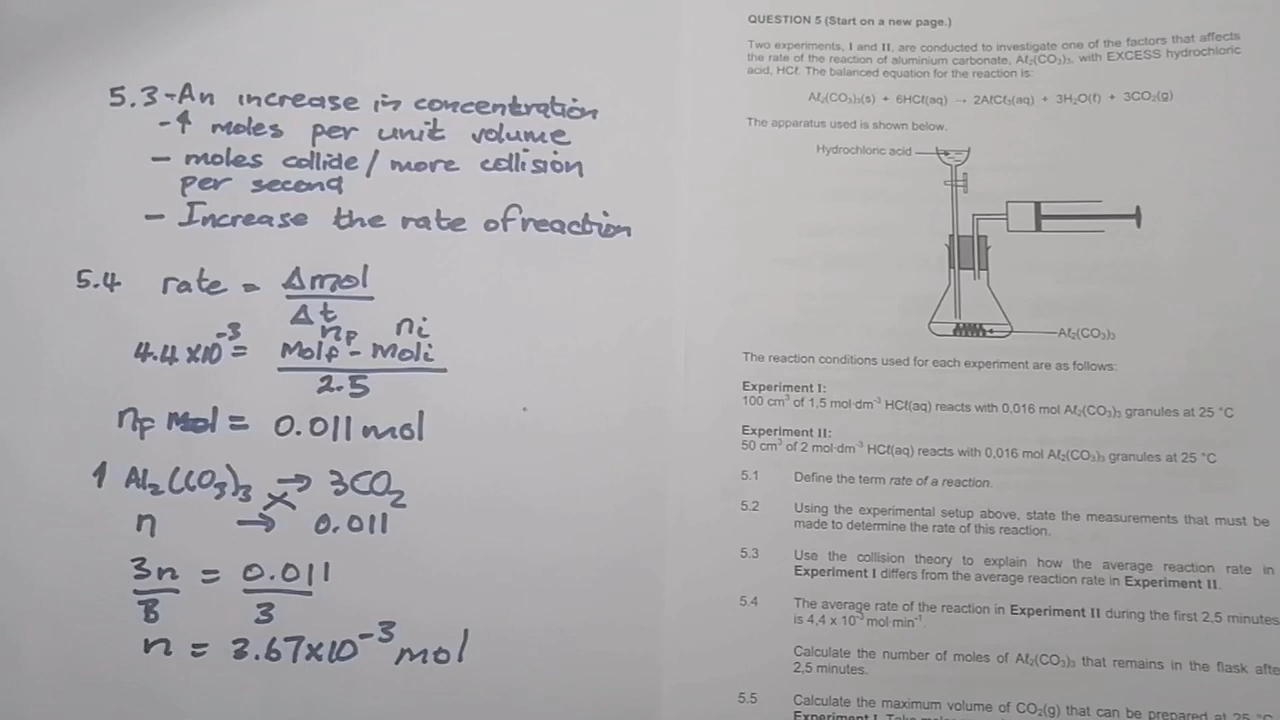 5.3 -An increase in concentration
-↑ moles per unit volume
- moles collide / more collision
per second
- Increase the rate of reaction
5.4 rate = Δmol
Δt
nf ni
4.4 x10⁻³ = Molf - Moli
2.5
nf Mol = 0.011 mol
1 Al₂(CO₃)₃ → 3CO₂
n → 0.011
3n = 0.011
3 3
n = 3.67x10⁻³ mol
QUESTION 5 (Start on a new page.)
Two experiments, I and II, are conducted to investigate one of the factors that affects
the rate of the reaction of aluminium carbonate, Aℓ₂(CO₃)₃, with EXCESS hydrochloric
acid, HCℓ. The balanced equation for the reaction is:
Aℓ₂(CO₃)₃(s) + 6HCℓ(aq) → 2AℓCℓ₃(aq) + 3H₂O(ℓ) + 3CO₂(g)
The apparatus used is shown below.
Hydrochloric acid
Aℓ₂(CO₃)₃
The reaction conditions used for each experiment are as follows:
Experiment I:
100 cm³ of 1,5 mol·dm⁻³ HCℓ(aq) reacts with 0,016 mol Aℓ₂(CO₃)₃ granules at 25 °C
Experiment II:
50 cm³ of 2 mol·dm⁻³ HCℓ(aq) reacts with 0,016 mol Aℓ₂(CO₃)₃ granules at 25 °C
5.1 Define the term rate of a reaction.
5.2 Using the experimental setup above, state the measurements that must be
made to determine the rate of this reaction.
5.3 Use the collision theory to explain how the average reaction rate in
Experiment I differs from the average reaction rate in Experiment II.
5.4 The average rate of the reaction in Experiment II during the first 2,5 minutes
is 4,4 x 10⁻³ mol·min⁻¹.
Calculate the number of moles of Aℓ₂(CO₃)₃ that remains in the flask afte
2,5 minutes.
5.5 Calculate the maximum volume of CO₂(g) that can be prepared at 25 °C
Experiment I. Take